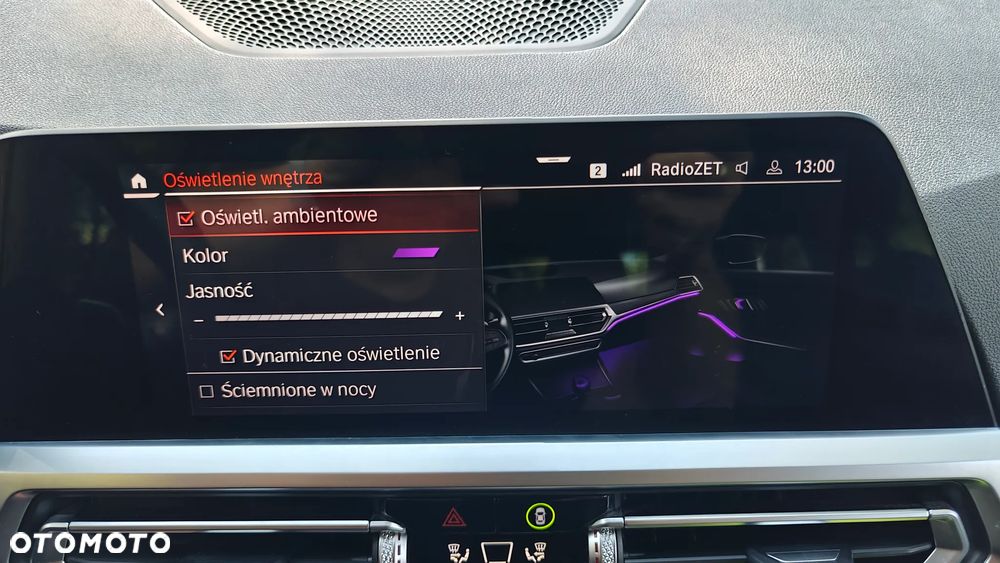 Oświetlenie wnętrza
2 RadioZET 13:00
Oświetl. ambientowe
Kolor
Jasność
- +
Dynamiczne oświetlenie
Ściemnione w nocy
OTOMOTO